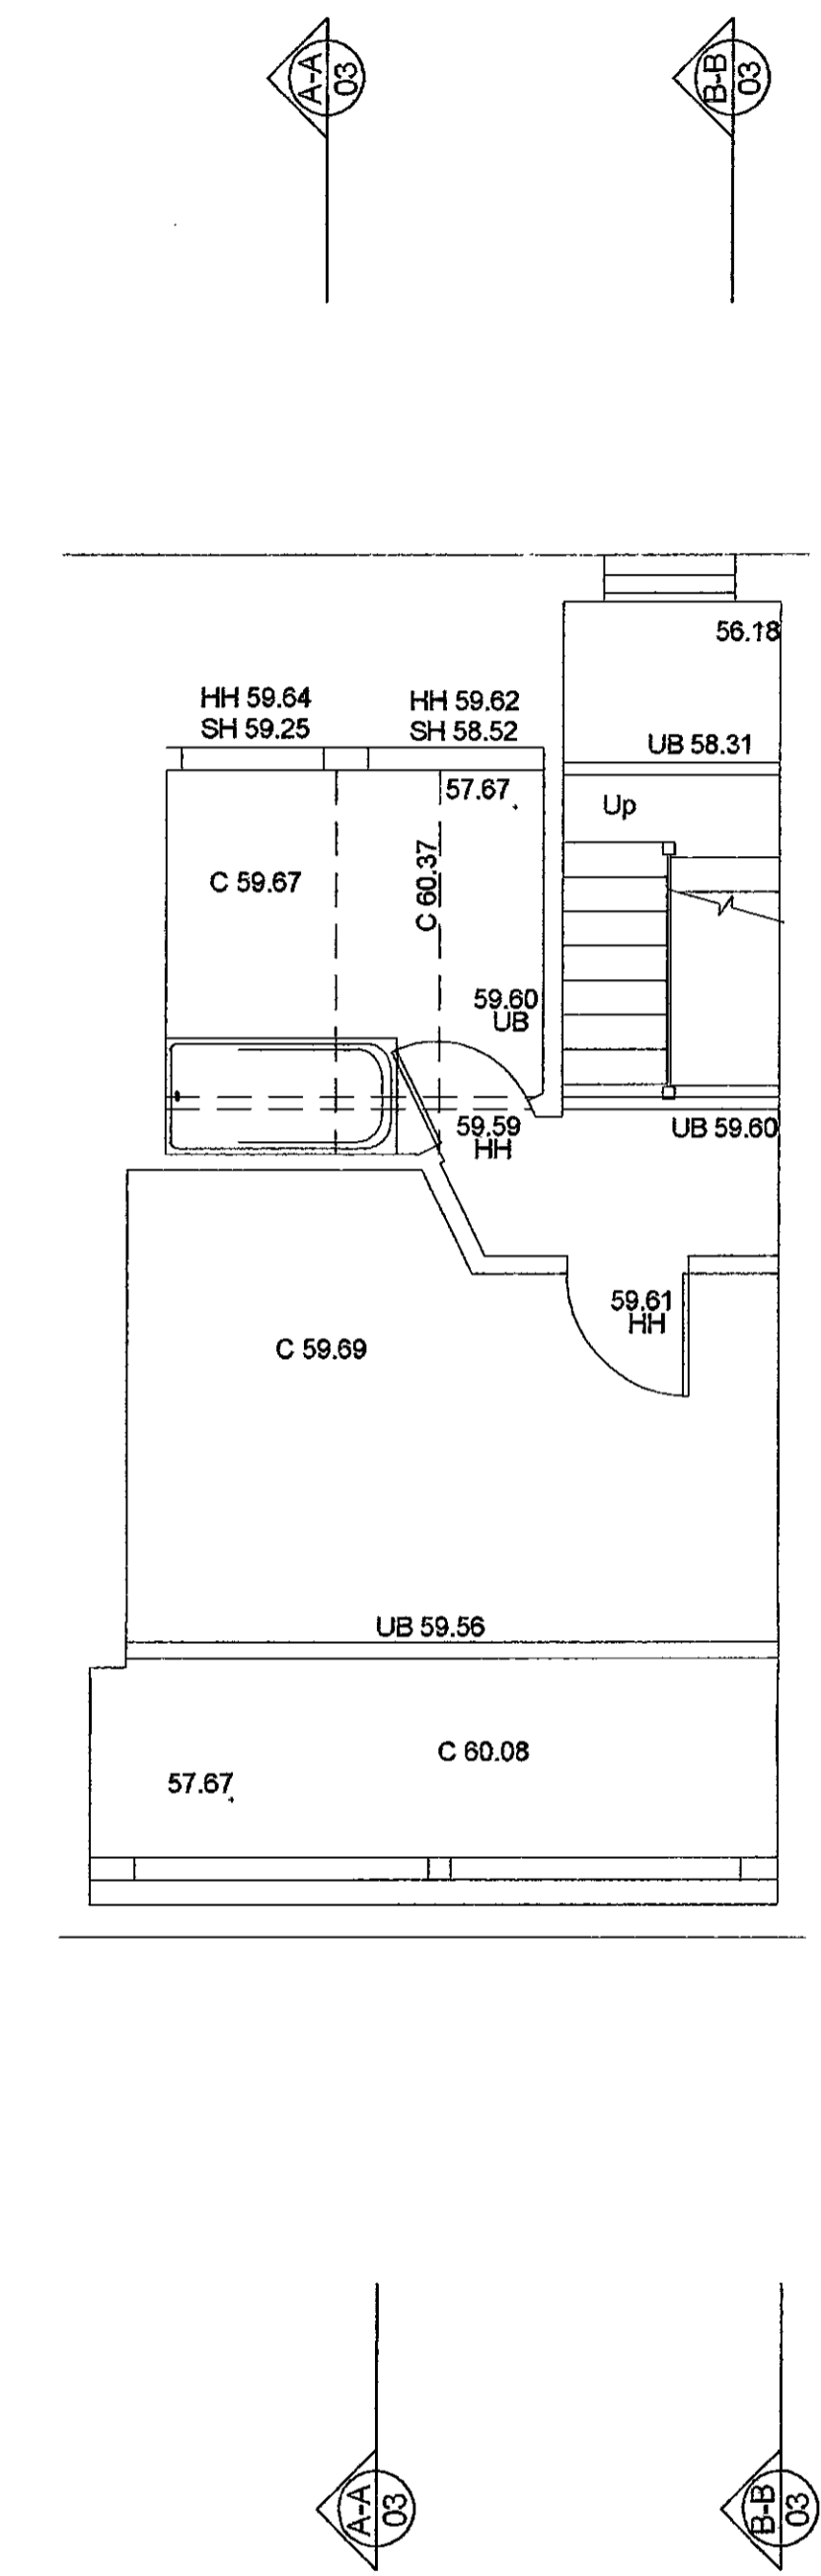 A-A
03
B-B
03
56.18
HH 59.64
SH 59.25
HH 59.62
SH 58.52
UB 58.31
57.67
Up
C 59.67
C 60.37
59.60
UB
59.59
HH
UB 59.60
59.61
HH
C 59.69
UB 59.56
C 60.08
57.67
A-A
03
B-B
03